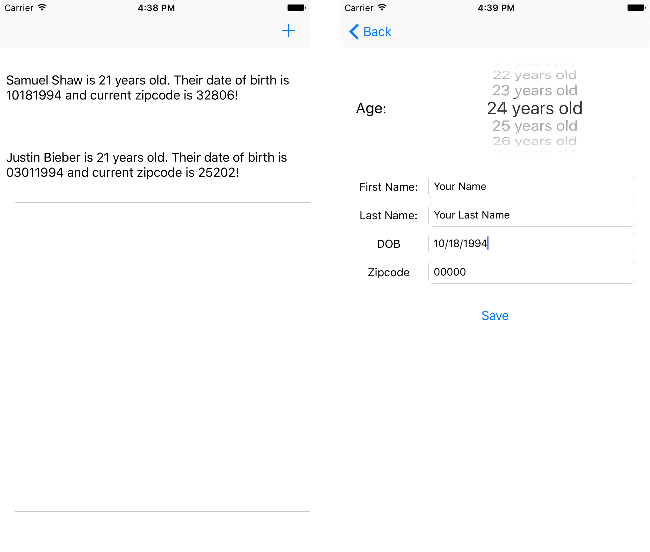 Carrier 4:38 PM
+
Samuel Shaw is 21 years old. Their date of birth is
10181994 and current zipcode is 32806!
Justin Bieber is 21 years old. Their date of birth is
03011994 and current zipcode is 25202!
Carrier 4:39 PM
Back
22 years old
23 years old
Age: 24 years old
25 years old
26 years old
First Name: Your Name
Last Name: Your Last Name
DOB 10/18/1994
Zipcode 00000
Save